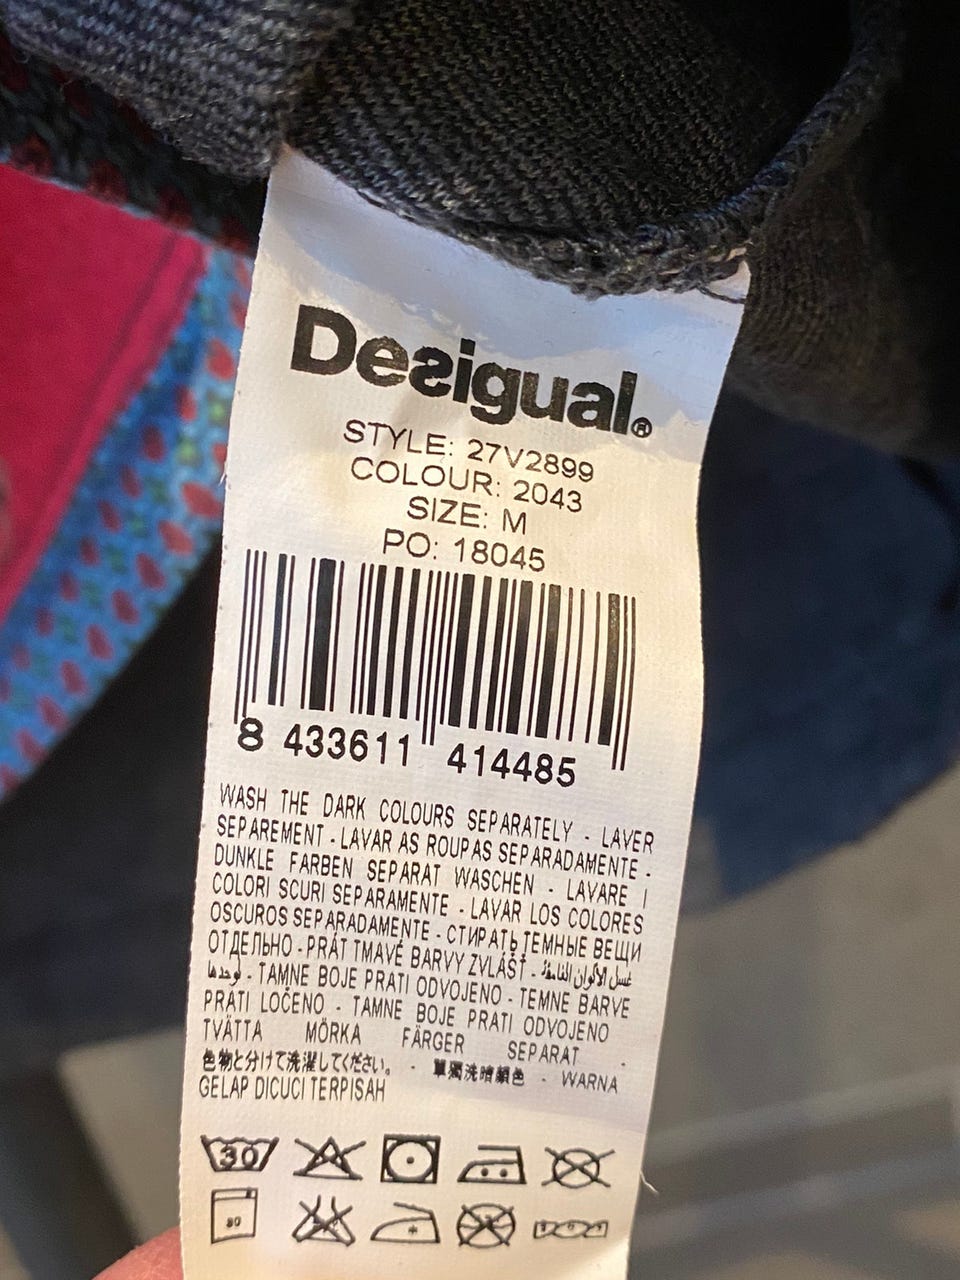 Desigual®
STYLE: 27V2899
COLOUR: 2043
SIZE: M
PO: 18045
8 433611 414485
WASH THE DARK COLOURS SEPARATELY - LAVER
SEPAREMENT - LAVAR AS ROUPAS SEPARADAMENTE -
DUNKLE FARBEN SEPARAT WASCHEN - LAVARE I
COLORI SCURI SEPARAMENTE - LAVAR LOS COLORES
OSCUROS SEPARADAMENTE - СТИРАТЬ ТЕМНЫЕ ВЕЩИ
ОТДЕЛЬНО - PRÁT TMAVÉ BARVY ZVLÁŠŤ - غسل الألوان
- TAMNE BOJE PRATI ODVOJENO - TEMNE BARVE
PRATI LOČENO - TAMNE BOJE PRATI ODVOJENO
TVÄTTA MÖRKA FÄRGER SEPARAT -
色物と分けて洗濯してください。 - 單獨洗暗顏色 - WARNA
GELAP DICUCI TERPISAH
30
80